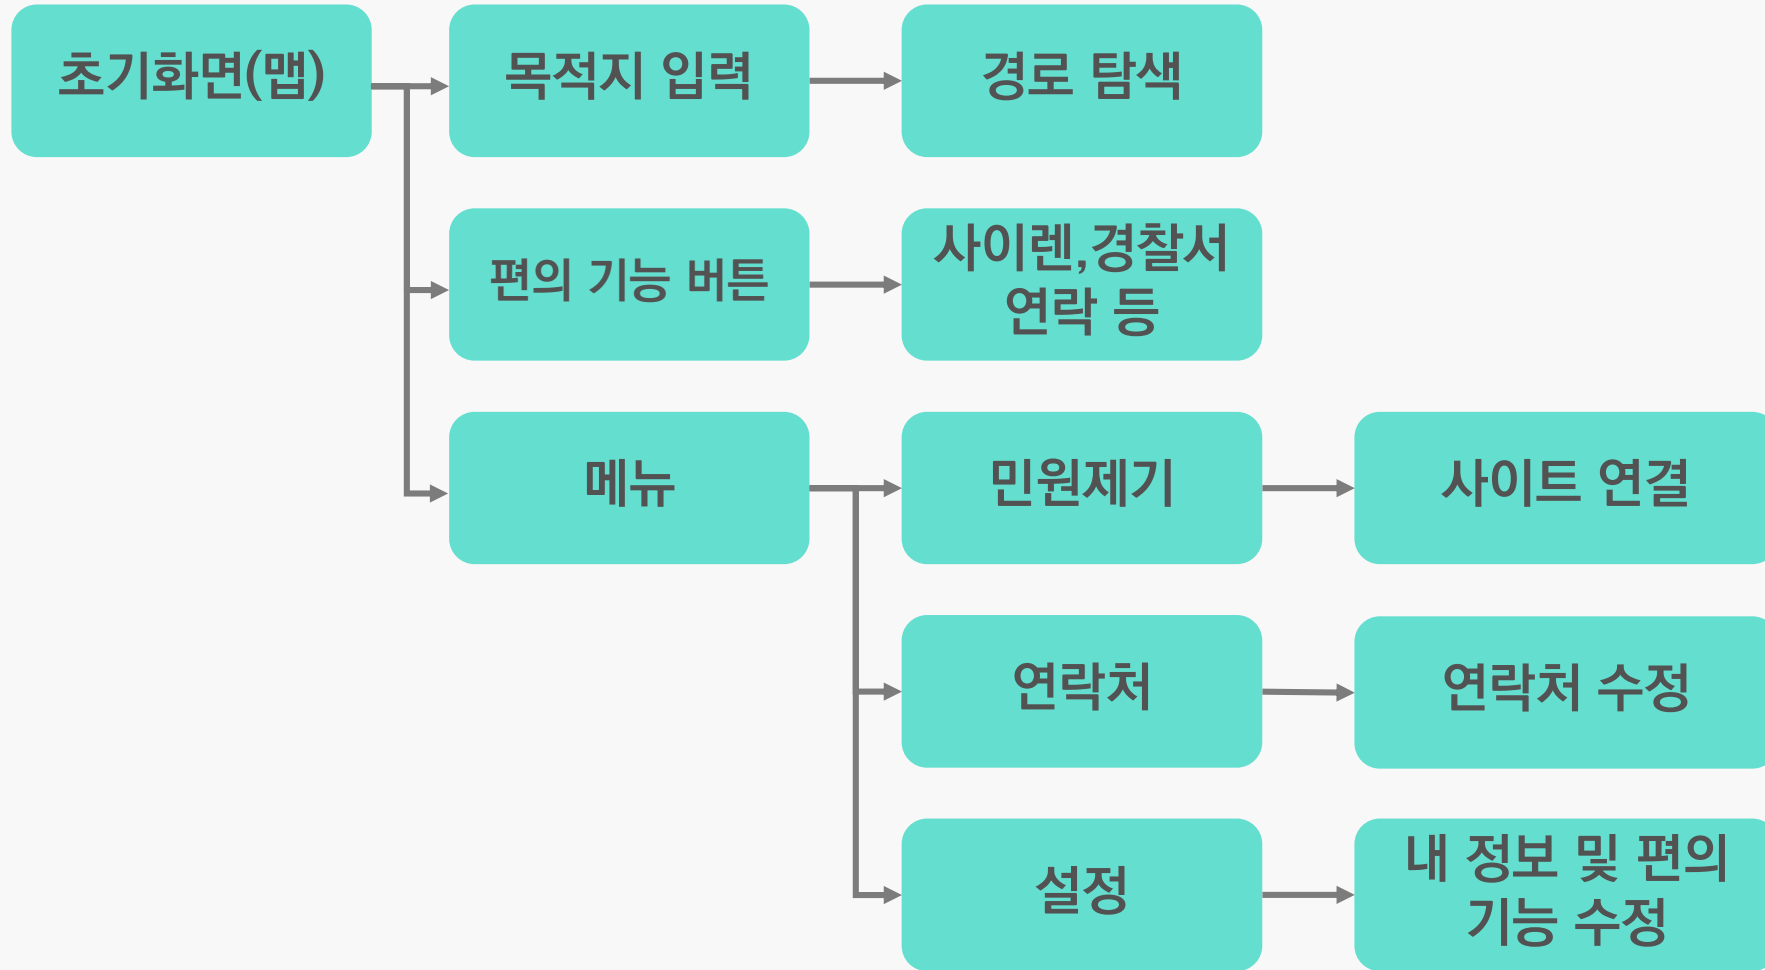 초기화면(맵)
목적지 입력
경로 탐색
편의 기능 버튼
사이렌,경찰서
연락 등
메뉴
민원제기
사이트 연결
연락처
연락처 수정
설정
내 정보 및 편의
기능 수정